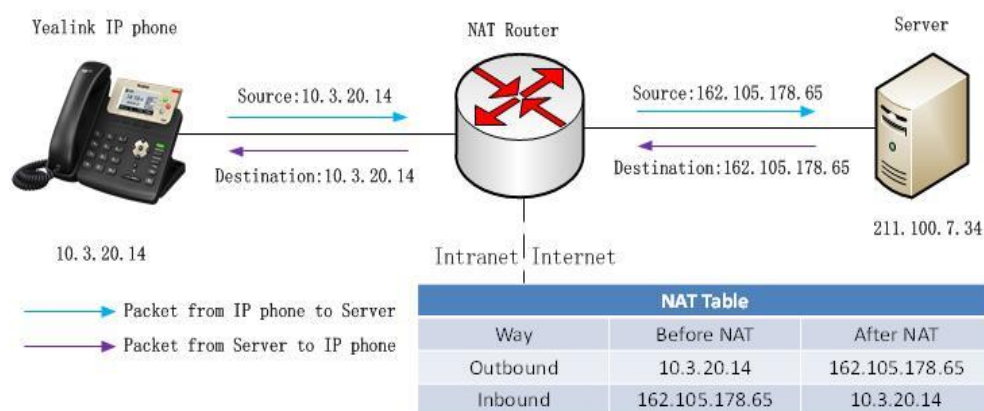 Yealink IP phone
NAT Router
Server
Source:10.3.20.14
Source:162.105.178.65
Destination:10.3.20.14
Destination:162.105.178.65
10.3.20.14
211.100.7.34
Intranet Internet
Packet from IP phone to Server
Packet from Server to IP phone
NAT Table
Way Before NAT After NAT
Outbound 10.3.20.14 162.105.178.65
Inbound 162.105.178.65 10.3.20.14